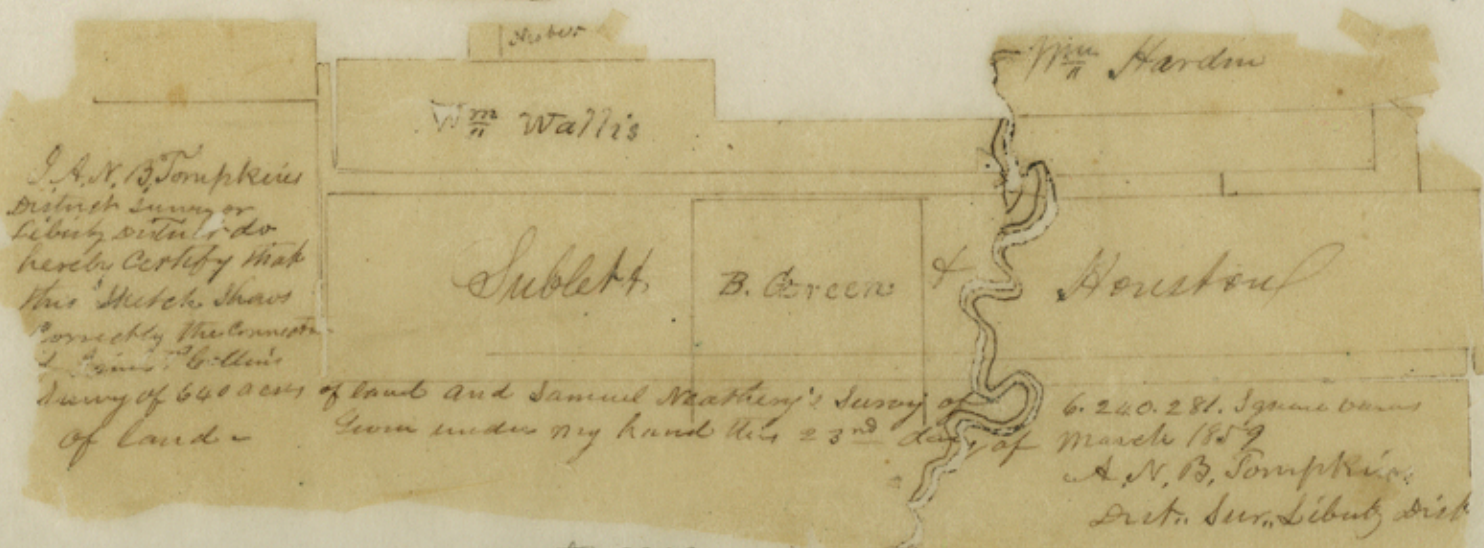 Wm Hardin
Wm Wallis
I A. N. B. Tompkins
District Surveyor
Liberty District do
hereby Certify that
this Sketch Shows
Correctly the Connection
Sublett B. Green & Houston
Survey of 640 acres of land and Samuel Survey of 6.240.281. Square varas
of land - Given under my hand this 23rd day of March 1859
A. N. B. Tompkins
Dist.. Sur.. Liberty Dist